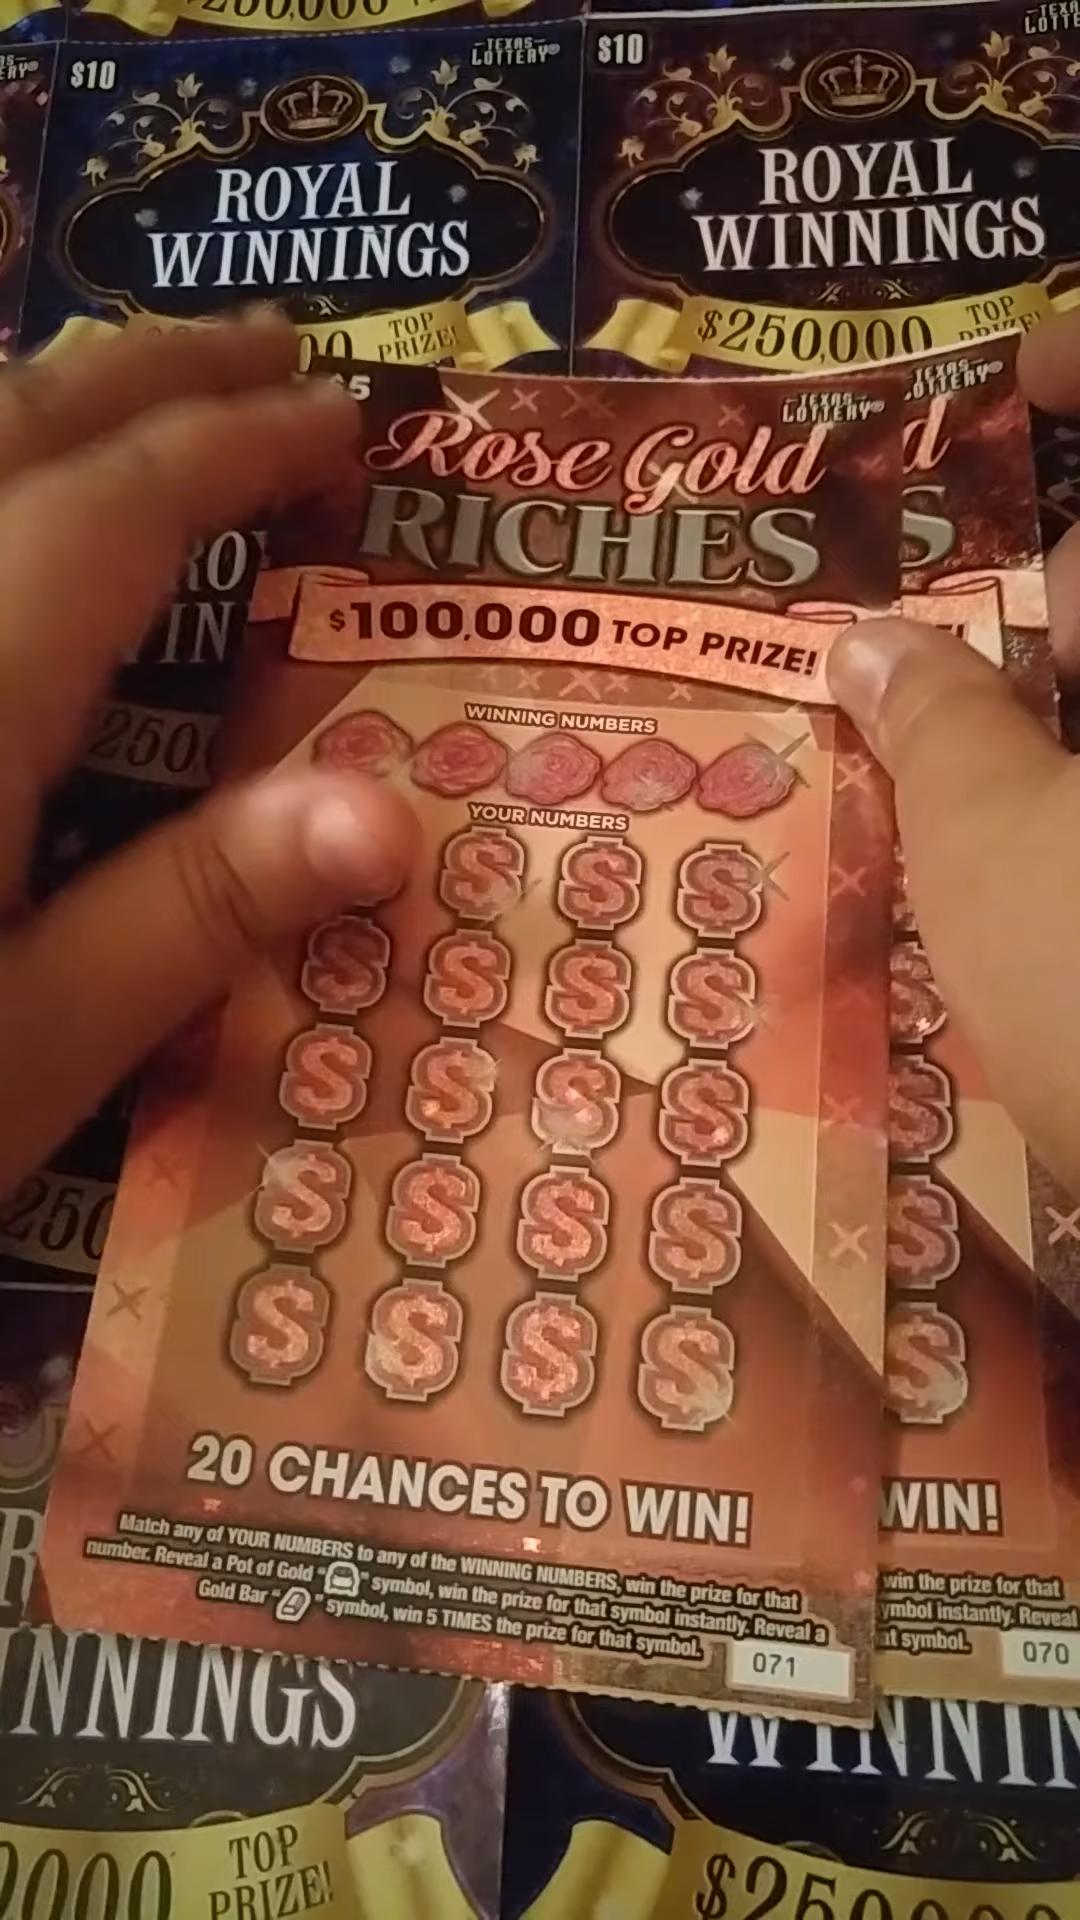 $10
TEXAS
LOTTERY
ROYAL
WINNINGS
TOP
PRIZE!
$10
TEXAS
ROYAL
WINNINGS
$250,000 TOP
$5
TEXAS
LOTTERY
TEXAS
Rose Gold
RICHES
$100,000 TOP PRIZE!
WINNING NUMBERS
YOUR NUMBERS
20 CHANCES TO WIN!
Match any of YOUR NUMBERS to any of the WINNING NUMBERS, win the prize for that
number. Reveal a Pot of Gold " " symbol, win the prize for that symbol instantly. Reveal a
Gold Bar " " symbol, win 5 TIMES the prize for that symbol.
071
WIN!
win the prize for that
symbol instantly. Reveal
symbol.
070
TOP
PRIZE!